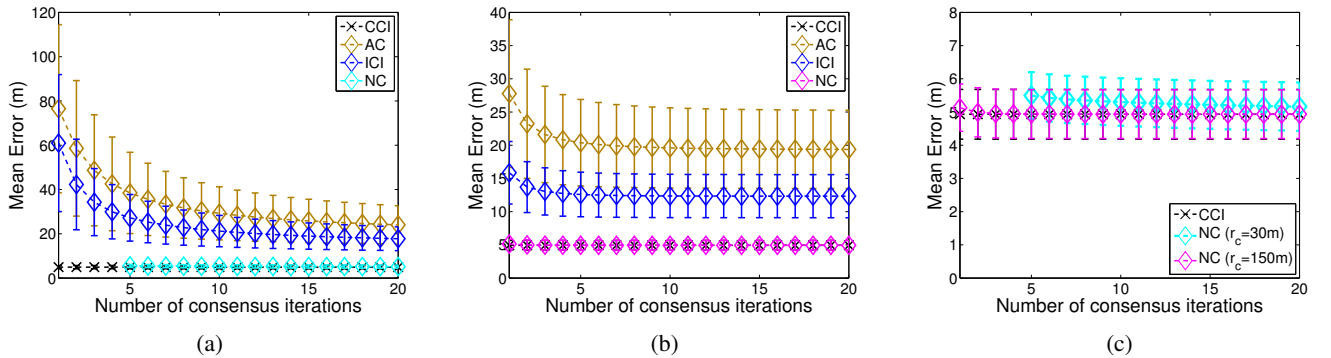 120
100
80
60
40
20
0
5
10
15
20
Mean Error (m)
Number of consensus iterations
CCI
AC
ICI
NC
(a)
40
35
30
25
20
15
10
5
0
5
10
15
20
Mean Error (m)
Number of consensus iterations
CCI
AC
ICI
NC
(b)
8
7
6
5
4
3
2
1
0
5
10
15
20
Mean Error (m)
Number of consensus iterations
CCI
NC (r_c=30m)
NC (r_c=150m)
(c)